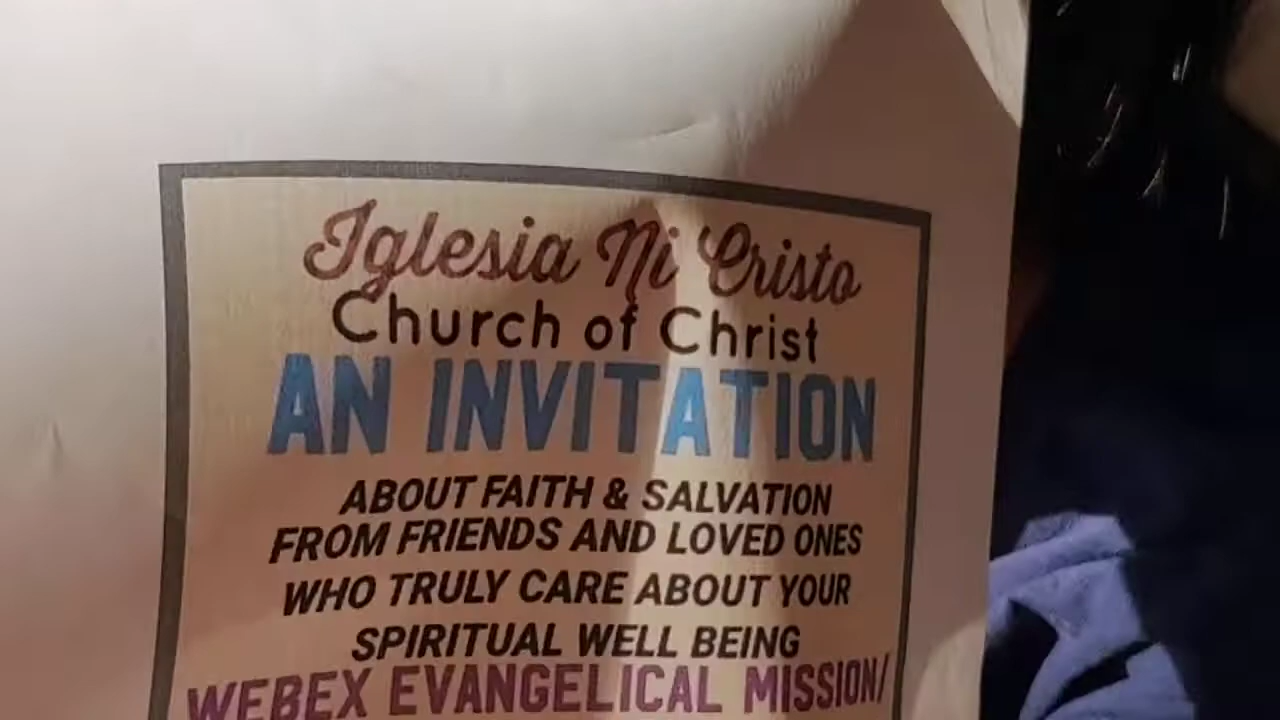 Iglesia Ni Cristo
Church of Christ
AN INVITATION
ABOUT FAITH & SALVATION
FROM FRIENDS AND LOVED ONES
WHO TRULY CARE ABOUT YOUR
SPIRITUAL WELL BEING
WEBEX EVANGELICAL MISSION/